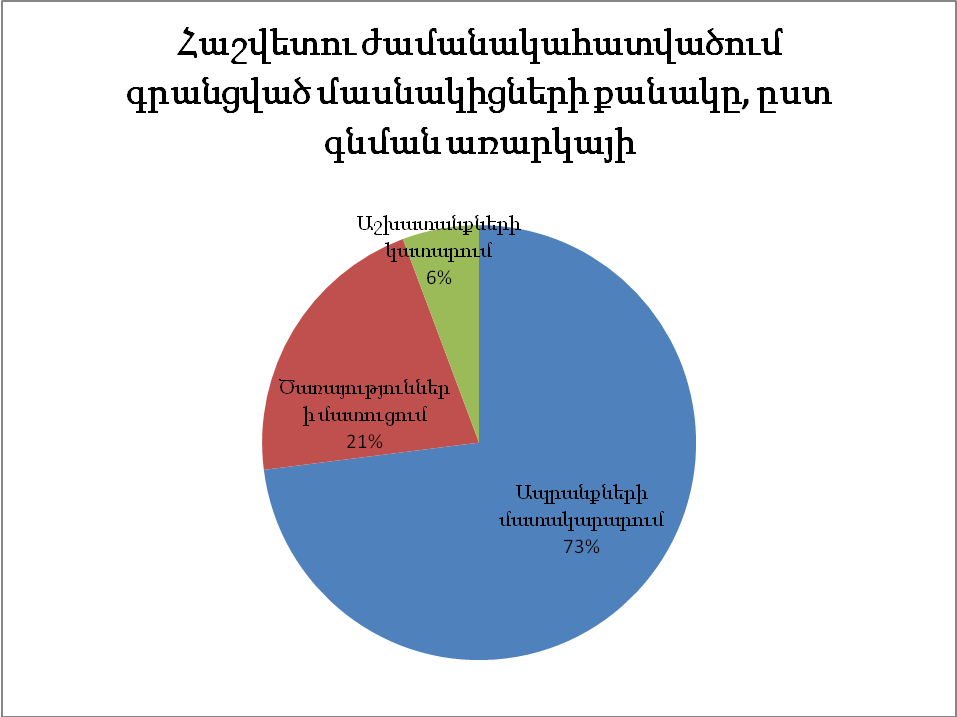 Հաշվետու ժամանակահատվածում
գրանցված մասնակիցների քանակը, ըստ
գնման առարկայի
Աշխատանքների
կատարում
6%
Ծառայություններ
ի մատուցում
21%
Ապրանքների
մատակարարում
73%